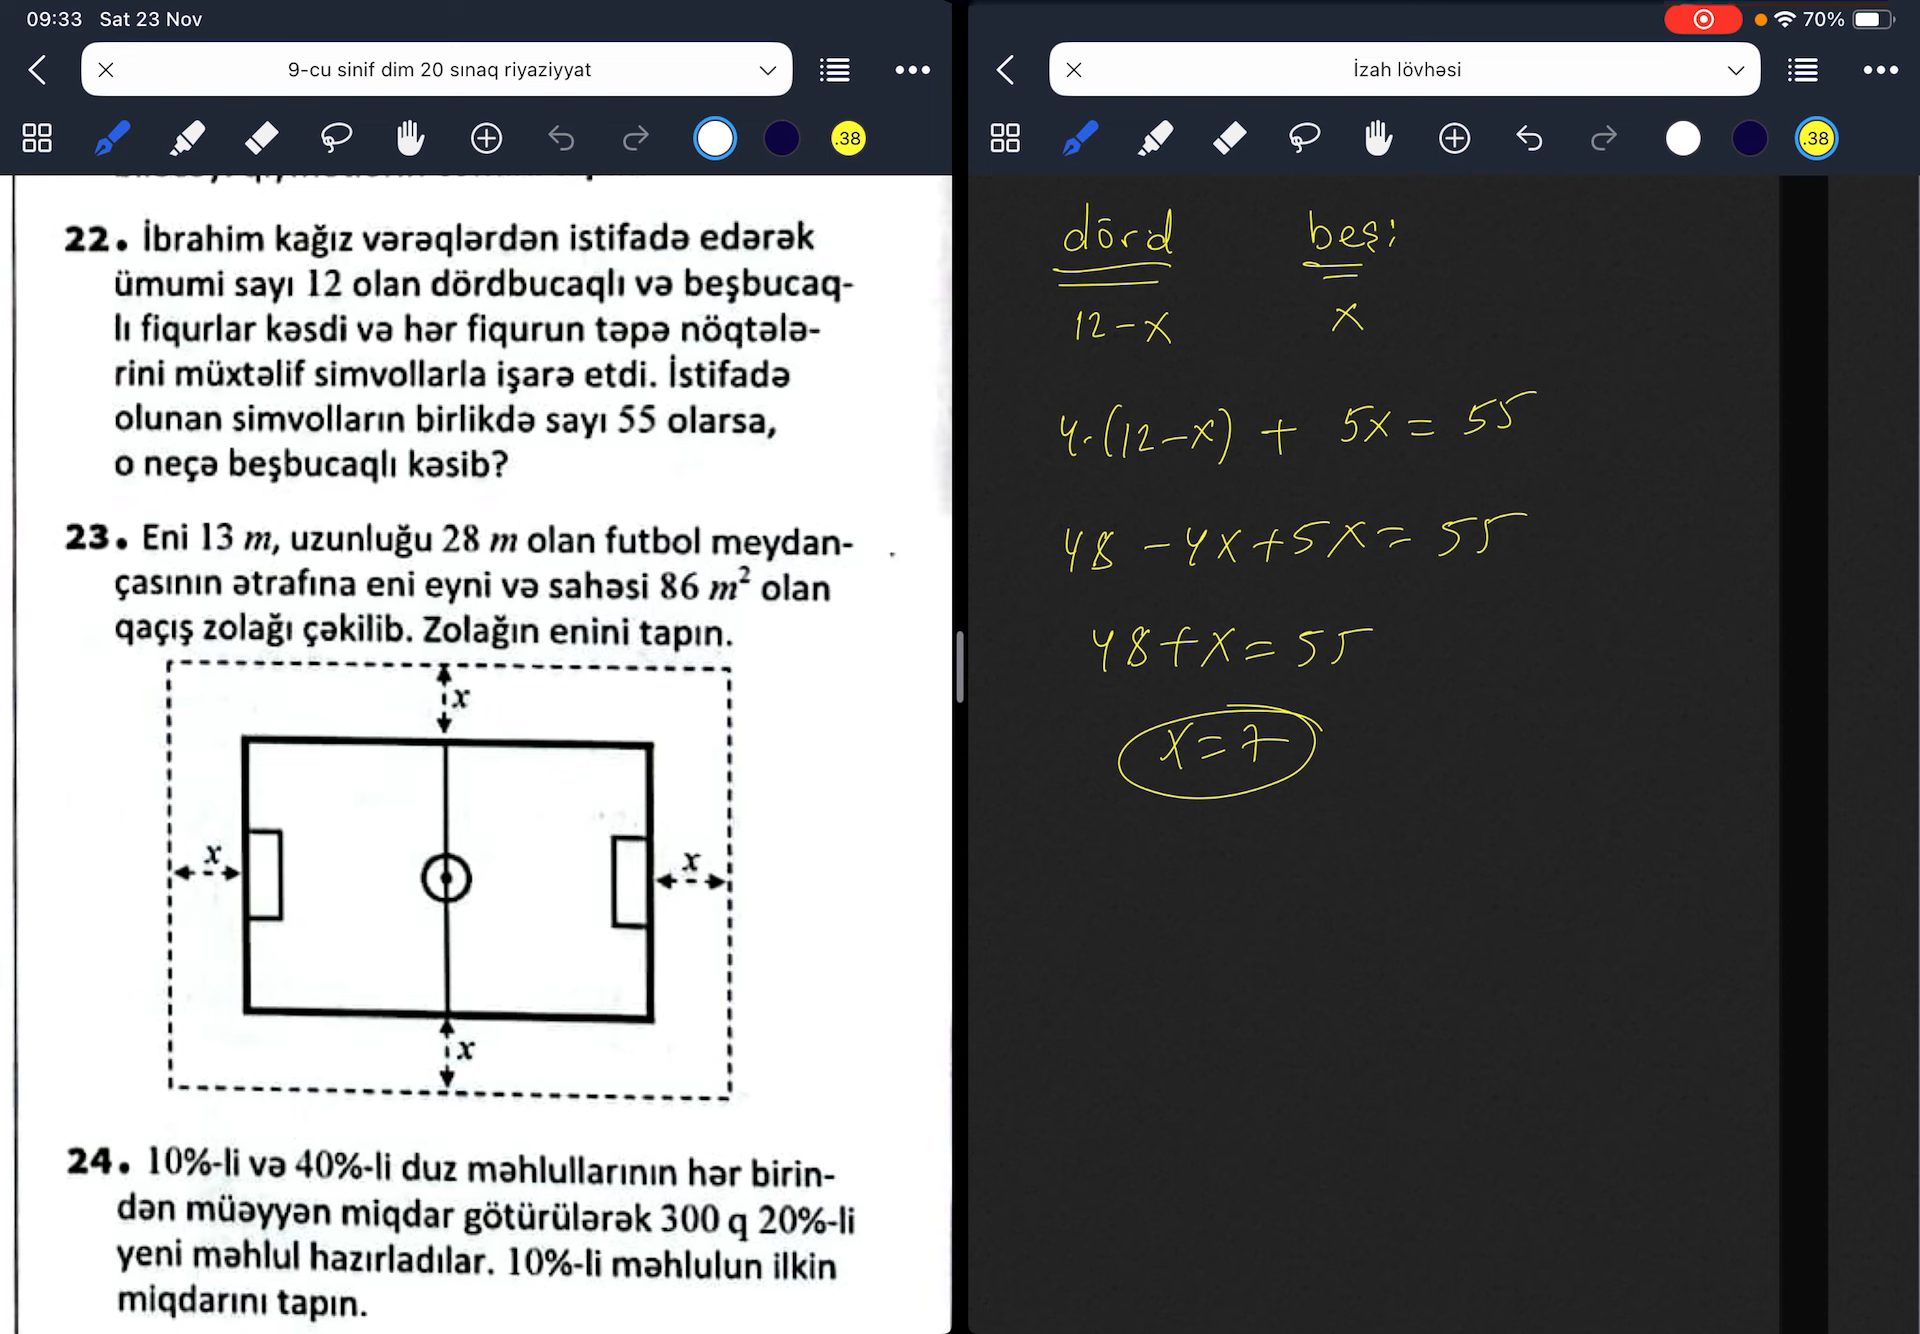 09:33 Sat 23 Nov
70%
9-cu sinif dim 20 sınaq riyaziyyat
İzah lövhəsi
.38
.38
22. İbrahim kağız vərəqlərdən istifadə edərək
ümumi sayı 12 olan dördbucaqlı və beşbucaq-
lı fiqurlar kəsdi və hər fiqurun təpə nöqtələ-
rini müxtəlif simvollarla işarə etdi. İstifadə
olunan simvolların birlikdə sayı 55 olarsa,
o neçə beşbucaqlı kəsib?
23. Eni 13 m, uzunluğu 28 m olan futbol meydan-
çasının ətrafına eni eyni və sahəsi 86 m² olan
qaçış zolağı çəkilib. Zolağın enini tapın.
x
x
x
x
24. 10%-li və 40%-li duz məhlullarının hər birin-
dən müəyyən miqdar götürülərək 300 q 20%-li
yeni məhlul hazırladılar. 10%-li məhlulun ilkin
miqdarını tapın.
dörd beş;
12-x x
4·(12-x) + 5x = 55
48 - 4x+5x = 55
48+x = 55
x=7